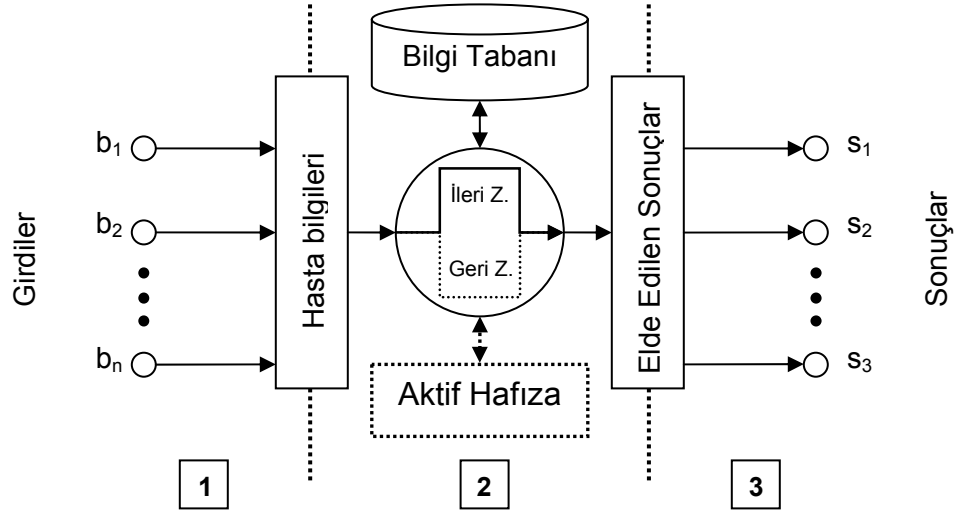 Girdiler
b1
b2
bn
Hasta bilgileri
Bilgi Tabanı
İleri Z.
Geri Z.
Aktif Hafıza
Elde Edilen Sonuçlar
s1
s2
s3
Sonuçlar
1
2
3